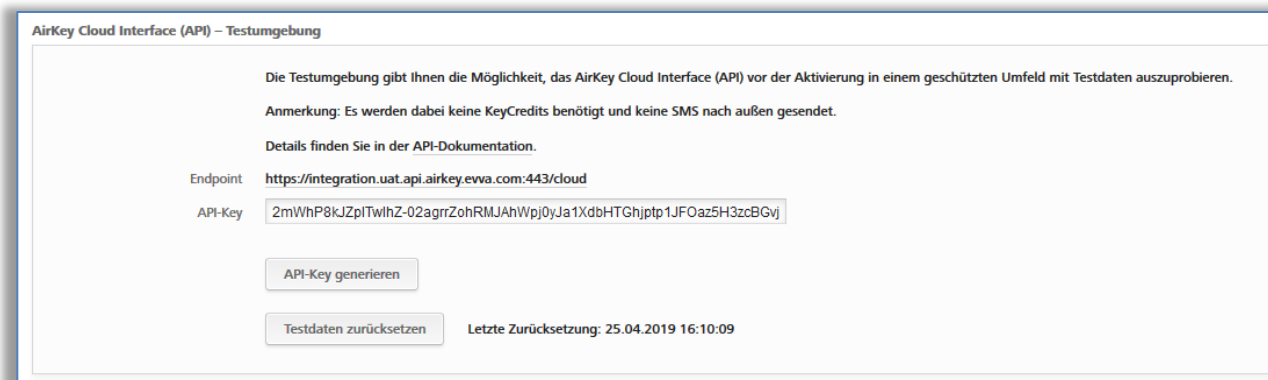 AirKey Cloud Interface (API) – Testumgebung
Die Testumgebung gibt Ihnen die Möglichkeit, das AirKey Cloud Interface (API) vor der Aktivierung in einem geschützten Umfeld mit Testdaten auszuprobieren.
Anmerkung: Es werden dabei keine KeyCredits benötigt und keine SMS nach außen gesendet.
Details finden Sie in der API-Dokumentation.
Endpoint https://integration.uat.api.airkey.evva.com:443/cloud
API-Key 2mWhP8kJZpITwIhZ-02agrrZohRMJAhWpj0yJa1XdbHTGhjptp1JFOaz5H3zcBGvj
API-Key generieren
Testdaten zurücksetzen Letzte Zurücksetzung: 25.04.2019 16:10:09